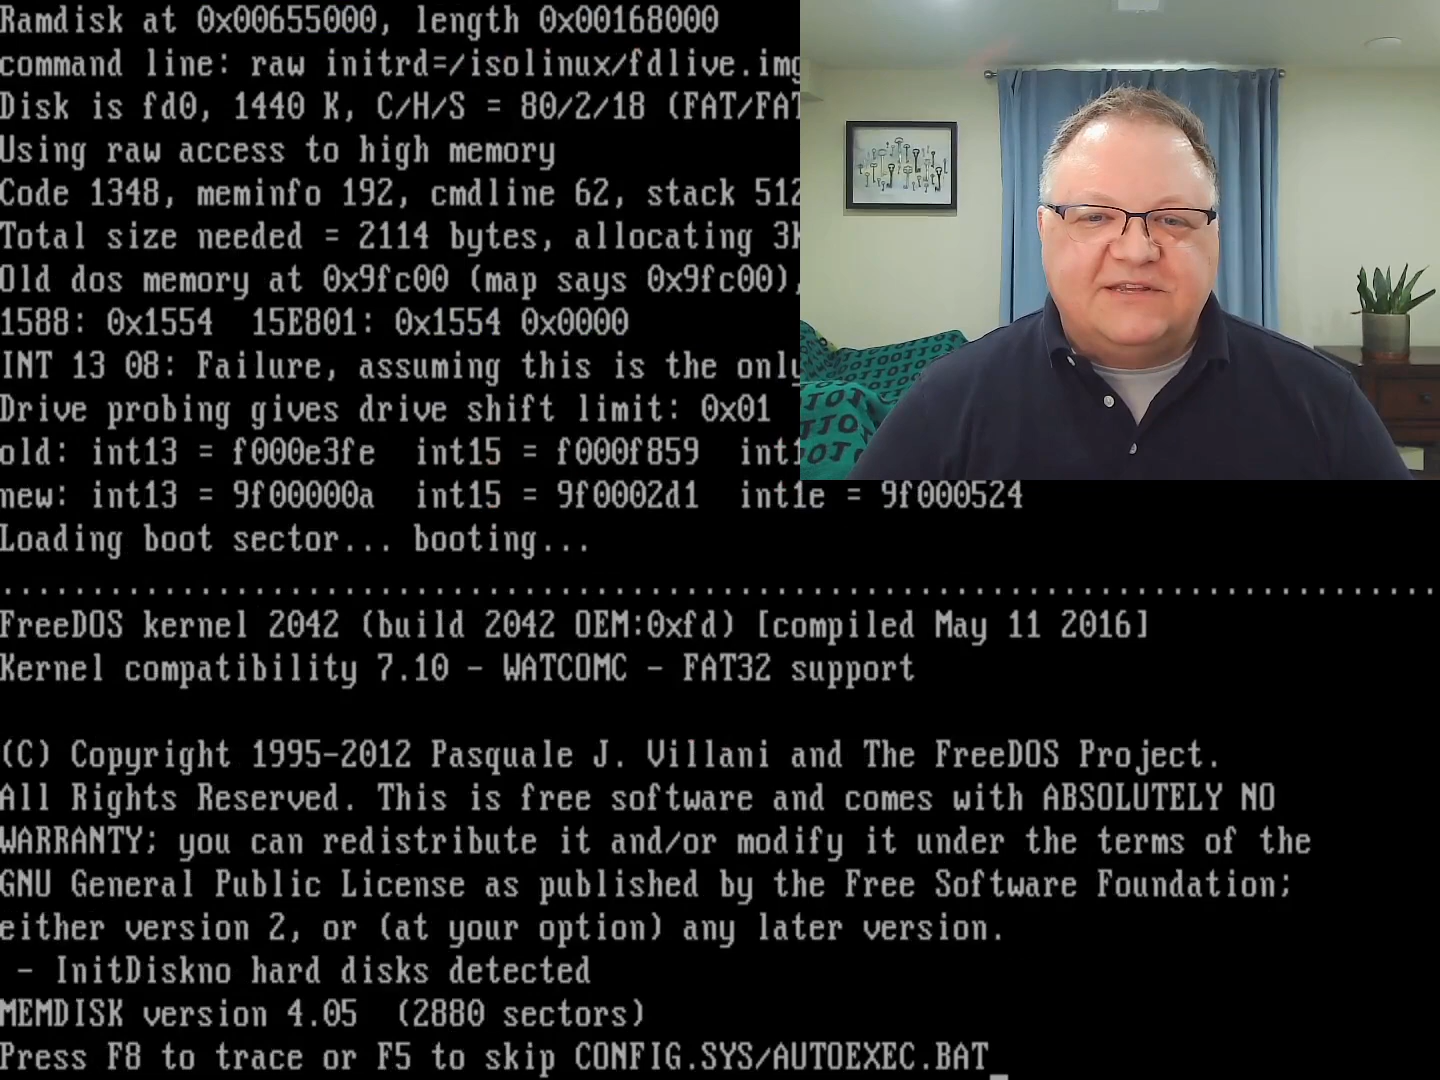 Ramdisk at 0x00655000, length 0x00168000
command line: raw initrd=/isolinux/fdlive.img
Disk is fd0, 1440 K, C/H/S = 80/2/18 (FAT/FAT
Using raw access to high memory
Code 1348, meminfo 192, cmdline 62, stack 512
Total size needed = 2114 bytes, allocating 3K
Old dos memory at 0x9fc00 (map says 0x9fc00),
1588: 0x1554  15E801: 0x1554 0x0000
INT 13 08: Failure, assuming this is the only
Drive probing gives drive shift limit: 0x01
old: int13 = f000e3fe  int15 = f000f859  int1
new: int13 = 9f00000a  int15 = 9f0002d1  int1e = 9f000524
Loading boot sector... booting...
................................................................................
FreeDOS kernel 2042 (build 2042 OEM:0xfd) [compiled May 11 2016]
Kernel compatibility 7.10 - WATCOMC - FAT32 support
(C) Copyright 1995-2012 Pasquale J. Villani and The FreeDOS Project.
All Rights Reserved. This is free software and comes with ABSOLUTELY NO
WARRANTY; you can redistribute it and/or modify it under the terms of the
GNU General Public License as published by the Free Software Foundation;
either version 2, or (at your option) any later version.
 - InitDiskno hard disks detected
MEMDISK version 4.05  (2880 sectors)
Press F8 to trace or F5 to skip CONFIG.SYS/AUTOEXEC.BAT_